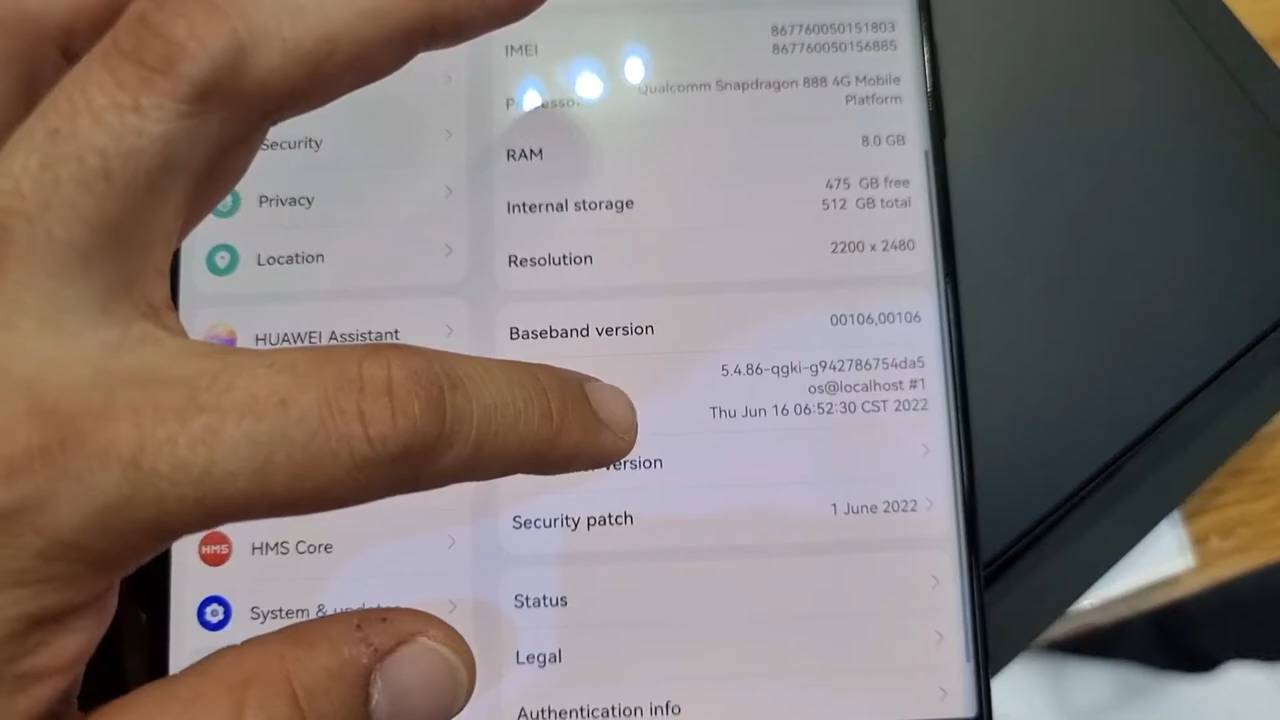 IMEI
867760050151803
867760050156885
Qualcomm Snapdragon 888 4G Mobile
Platform
RAM
8.0 GB
Internal storage
475 GB free
512 GB total
Resolution
2200 x 2480
Baseband version
00106,00106
5.4.86-qgki-g942786754da5
os@localhost #1
Thu Jun 16 06:52:30 CST 2022
version
Security patch
1 June 2022
Status
Legal
Authentication info
Security
Privacy
Location
HUAWEI Assistant
HMS
HMS Core
System & updates